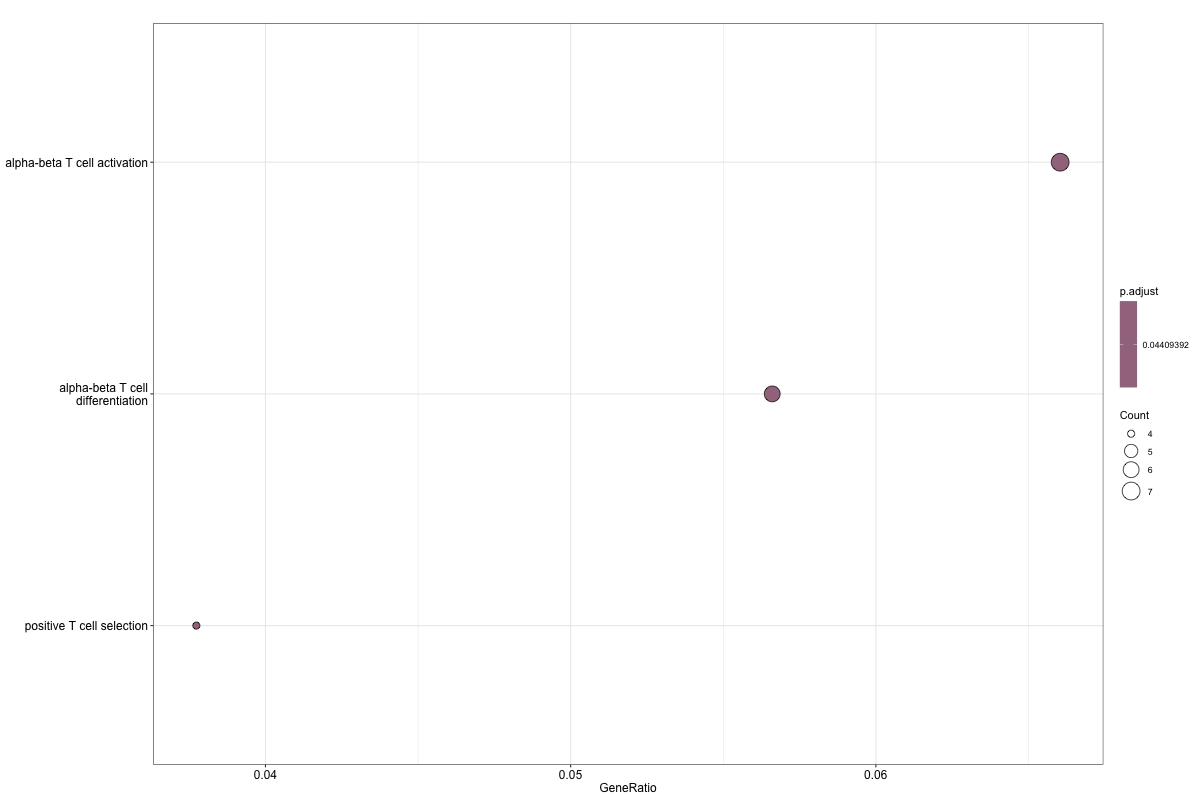 alpha-beta T cell activation
alpha-beta T cell
differentiation
positive T cell selection
0.04
0.05
0.06
GeneRatio
p.adjust
0.04409392
Count
4
5
6
7